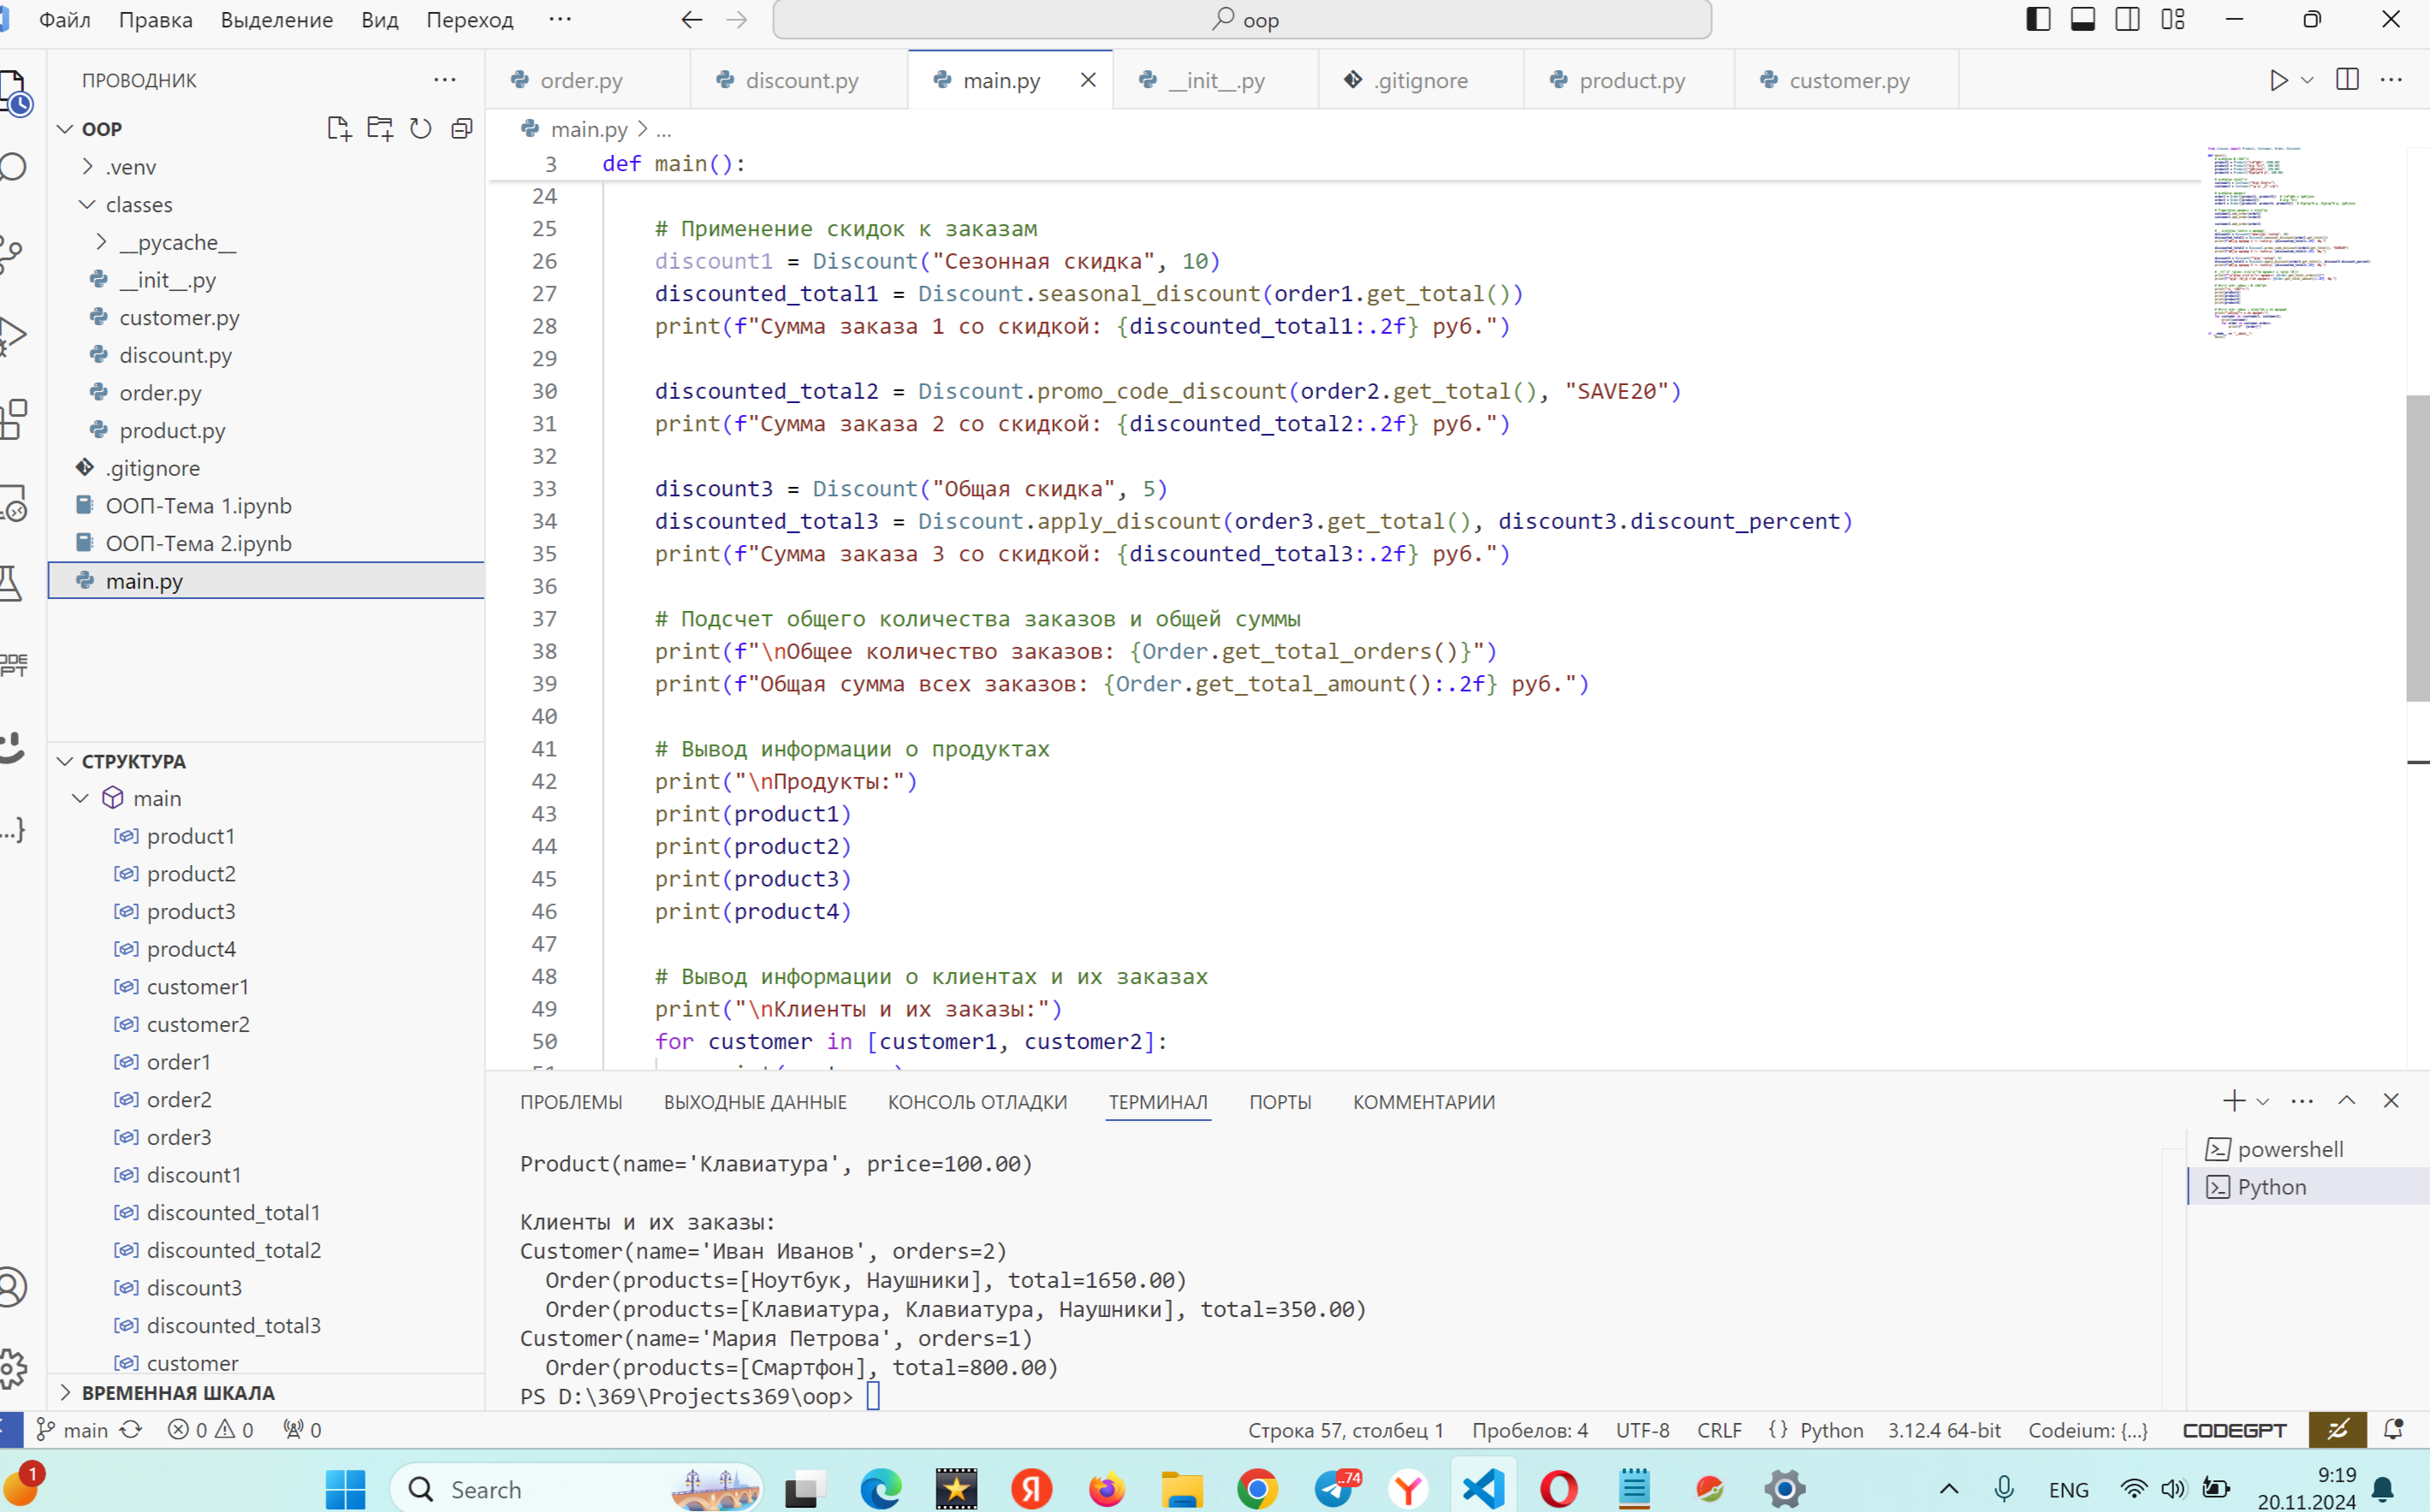 Файл Правка Выделение Вид Переход ···
oop
ПРОВОДНИК
OOP
.venv
classes
__pycache__
__init__.py
customer.py
discount.py
order.py
product.py
.gitignore
ООП-Тема 1.ipynb
ООП-Тема 2.ipynb
main.py
СТРУКТУРА
main
product1
product2
product3
product4
customer1
customer2
order1
order2
order3
discount1
discounted_total1
discounted_total2
discount3
discounted_total3
customer
ВРЕМЕННАЯ ШКАЛА
order.py discount.py main.py __init__.py .gitignore product.py customer.py
main.py > ...
3 def main():
24
25 # Применение скидок к заказам
26 discount1 = Discount("Сезонная скидка", 10)
27 discounted_total1 = Discount.seasonal_discount(order1.get_total())
28 print(f"Сумма заказа 1 со скидкой: {discounted_total1:.2f} руб.")
29
30 discounted_total2 = Discount.promo_code_discount(order2.get_total(), "SAVE20")
31 print(f"Сумма заказа 2 со скидкой: {discounted_total2:.2f} руб.")
32
33 discount3 = Discount("Общая скидка", 5)
34 discounted_total3 = Discount.apply_discount(order3.get_total(), discount3.discount_percent)
35 print(f"Сумма заказа 3 со скидкой: {discounted_total3:.2f} руб.")
36
37 # Подсчет общего количества заказов и общей суммы
38 print(f"\nОбщее количество заказов: {Order.get_total_orders()}")
39 print(f"Общая сумма всех заказов: {Order.get_total_amount():.2f} руб.")
40
41 # Вывод информации о продуктах
42 print("\nПродукты:")
43 print(product1)
44 print(product2)
45 print(product3)
46 print(product4)
47
48 # Вывод информации о клиентах и их заказах
49 print("\nКлиенты и их заказы:")
50 for customer in [customer1, customer2]:
ПРОБЛЕМЫ ВЫХОДНЫЕ ДАННЫЕ КОНСОЛЬ ОТЛАДКИ ТЕРМИНАЛ ПОРТЫ КОММЕНТАРИИ
Product(name='Клавиатура', price=100.00)
Клиенты и их заказы:
Customer(name='Иван Иванов', orders=2)
Order(products=[Ноутбук, Наушники], total=1650.00)
Order(products=[Клавиатура, Клавиатура, Наушники], total=350.00)
Customer(name='Мария Петрова', orders=1)
Order(products=[Смартфон], total=800.00)
PS D:\369\Projects369\oop>
powershell
Python
main 0 0 0
Строка 57, столбец 1 Пробелов: 4 UTF-8 CRLF {} Python 3.12.4 64-bit Codeium: {...} CODEGPT
1
Search
74
ENG
9:19
20.11.2024